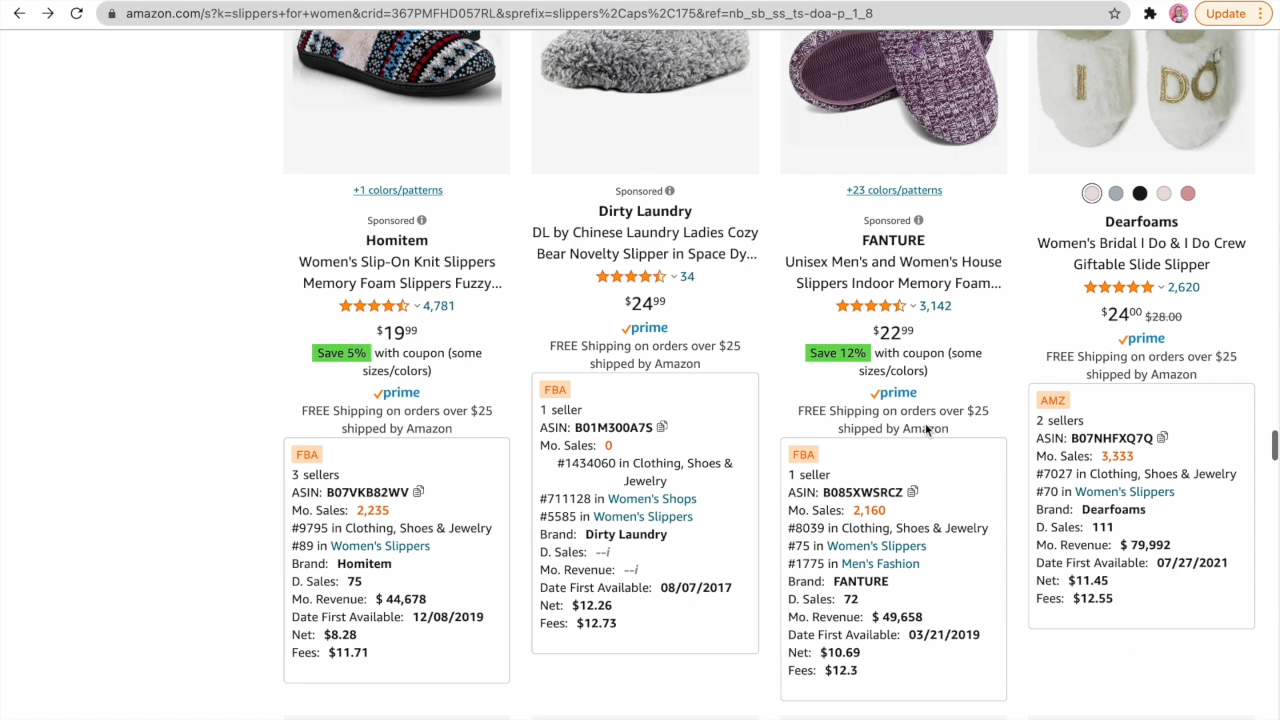 amazon.com/s?k=slippers+for+women&crid=367PMFHD057RL&sprefix=slippers%2Caps%2C175&ref=nb_sb_ss_ts-doa-p_1_8
Update
I DO
+1 colors/patterns
Sponsored
Homitem
Women's Slip-On Knit Slippers
Memory Foam Slippers Fuzzy...
4,781
$19.99
Save 5% with coupon (some
sizes/colors)
prime
FREE Shipping on orders over $25
shipped by Amazon
FBA
3 sellers
ASIN: B07VKB82WV
Mo. Sales: 2,235
#9795 in Clothing, Shoes & Jewelry
#89 in Women's Slippers
Brand: Homitem
D. Sales: 75
Mo. Revenue: $ 44,678
Date First Available: 12/08/2019
Net: $8.28
Fees: $11.71
Sponsored
Dirty Laundry
DL by Chinese Laundry Ladies Cozy
Bear Novelty Slipper in Space Dy...
34
$24.99
prime
FREE Shipping on orders over $25
shipped by Amazon
FBA
1 seller
ASIN: B01M300A7S
Mo. Sales: 0
#1434060 in Clothing, Shoes &
Jewelry
#711128 in Women's Shops
#5585 in Women's Slippers
Brand: Dirty Laundry
D. Sales: --i
Mo. Revenue: --i
Date First Available: 08/07/2017
Net: $12.26
Fees: $12.73
+23 colors/patterns
Sponsored
FANTURE
Unisex Men's and Women's House
Slippers Indoor Memory Foam...
3,142
$22.99
Save 12% with coupon (some
sizes/colors)
prime
FREE Shipping on orders over $25
shipped by Amazon
FBA
1 seller
ASIN: B085XWSRCZ
Mo. Sales: 2,160
#8039 in Clothing, Shoes & Jewelry
#75 in Women's Slippers
#1775 in Men's Fashion
Brand: FANTURE
D. Sales: 72
Mo. Revenue: $ 49,658
Date First Available: 03/21/2019
Net: $10.69
Fees: $12.3
Dearfoams
Women's Bridal I Do & I Do Crew
Giftable Slide Slipper
2,620
$24.00 $28.00
prime
FREE Shipping on orders over $25
shipped by Amazon
AMZ
2 sellers
ASIN: B07NHFXQ7Q
Mo. Sales: 3,333
#7027 in Clothing, Shoes & Jewelry
#70 in Women's Slippers
Brand: Dearfoams
D. Sales: 111
Mo. Revenue: $ 79,992
Date First Available: 07/27/2021
Net: $11.45
Fees: $12.55